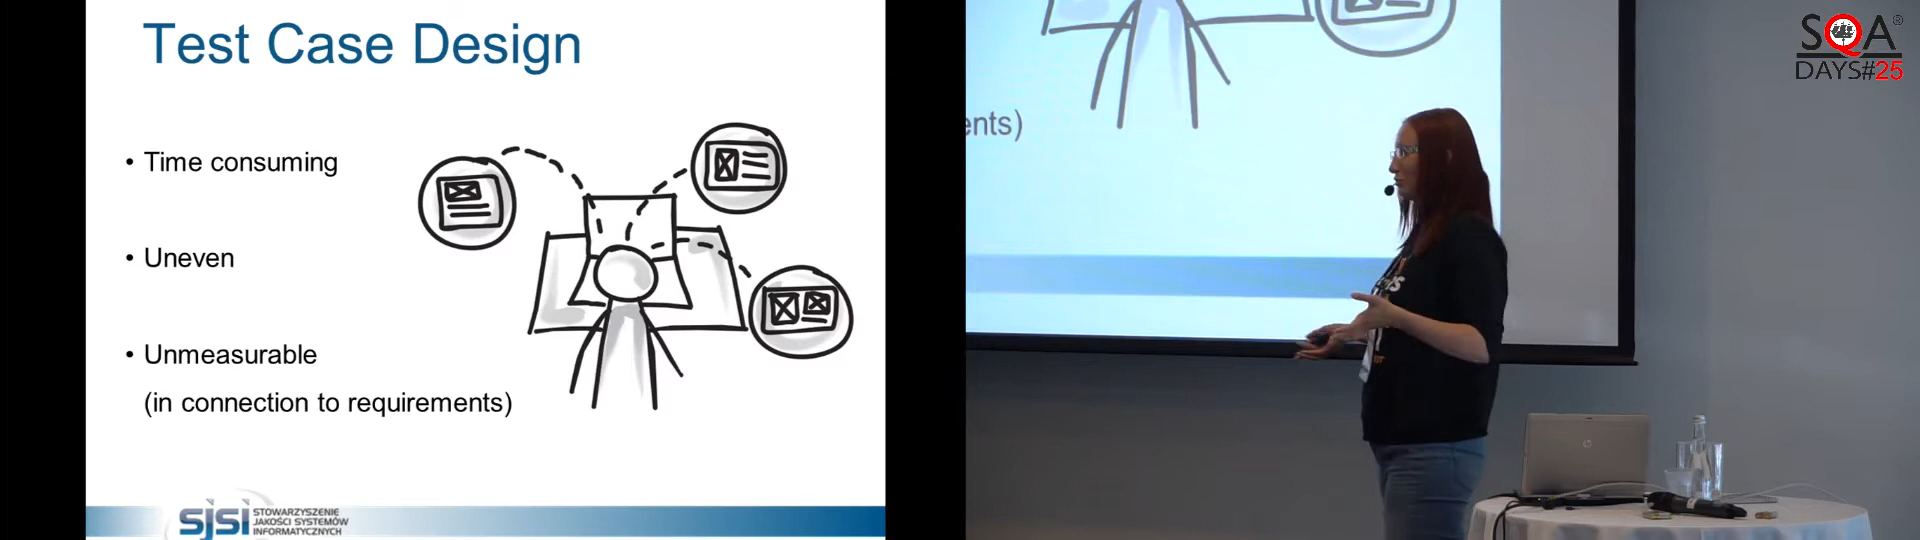 Test Case Design
• Time consuming
• Uneven
• Unmeasurable
(in connection to requirements)
sjsi
STOWARZYSZENIE
JAKOŚCI SYSTEMÓW
INFORMATYCZNYCH
ents)
SQA®
DAYS#25
hp